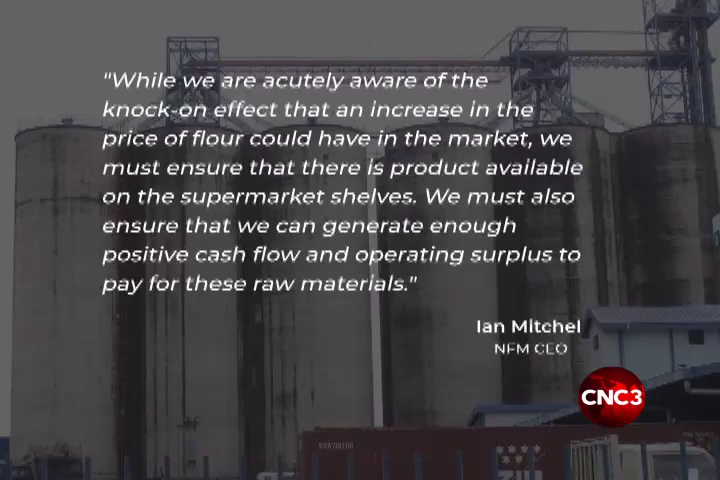 "While we are acutely aware of the
knock-on effect that an increase in the
price of flour could have in the market, we
must ensure that there is product available
on the supermarket shelves. We must also
ensure that we can generate enough
positive cash flow and operating surplus to
pay for these raw materials."
Ian Mitchel
NFM CEO
CNC3
ZIM